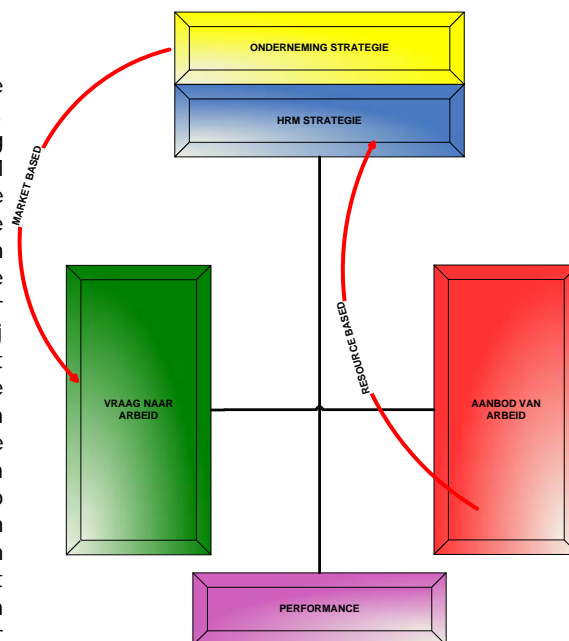 ONDERNEMING STRATEGIE
HRM STRATEGIE
MARKET BASED
RESOURCE BASED
VRAAG NAAR
ARBEID
AANBOD VAN
ARBEID
PERFORMANCE